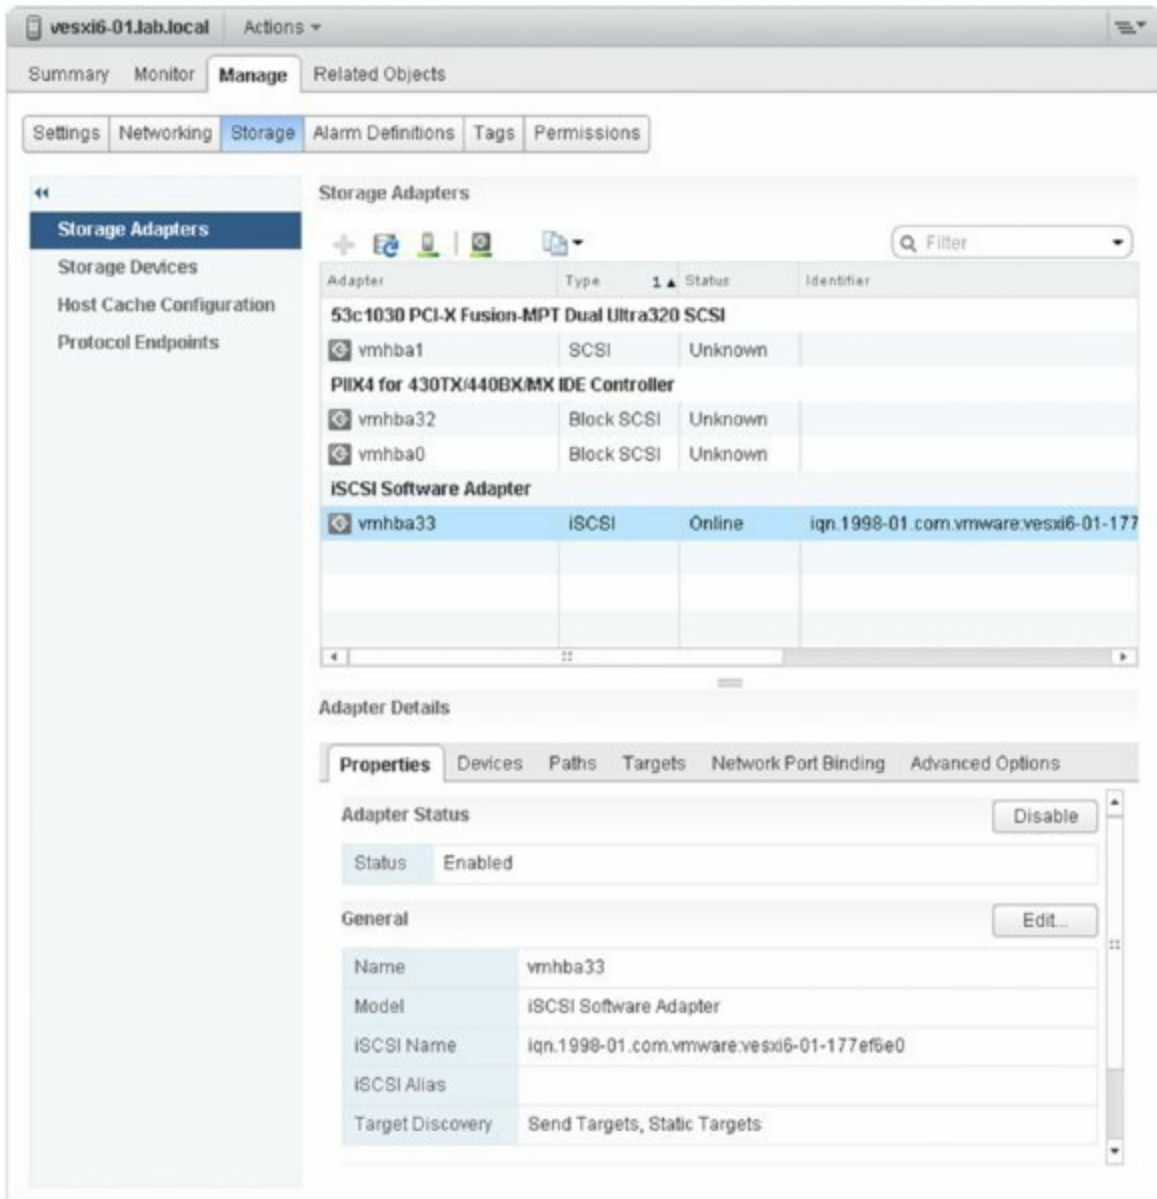 vesxi6-01.lab.local Actions
Summary Monitor Manage Related Objects
Settings Networking Storage Alarm Definitions Tags Permissions
Storage Adapters
Storage Devices
Host Cache Configuration
Protocol Endpoints
Storage Adapters
Filter
Adapter Type 1 Status Identifier
53c1030 PCI-X Fusion-MPT Dual Ultra320 SCSI
vmhba1 SCSI Unknown
PIIX4 for 430TX/440BX/MX IDE Controller
vmhba32 Block SCSI Unknown
vmhba0 Block SCSI Unknown
iSCSI Software Adapter
vmhba33 iSCSI Online iqn.1998-01.com.vmware:vesxi6-01-177
Adapter Details
Properties Devices Paths Targets Network Port Binding Advanced Options
Adapter Status Disable
Status Enabled
General Edit...
Name vmhba33
Model iSCSI Software Adapter
iSCSI Name iqn.1998-01.com.vmware:vesxi6-01-177ef6e0
iSCSI Alias
Target Discovery Send Targets, Static Targets